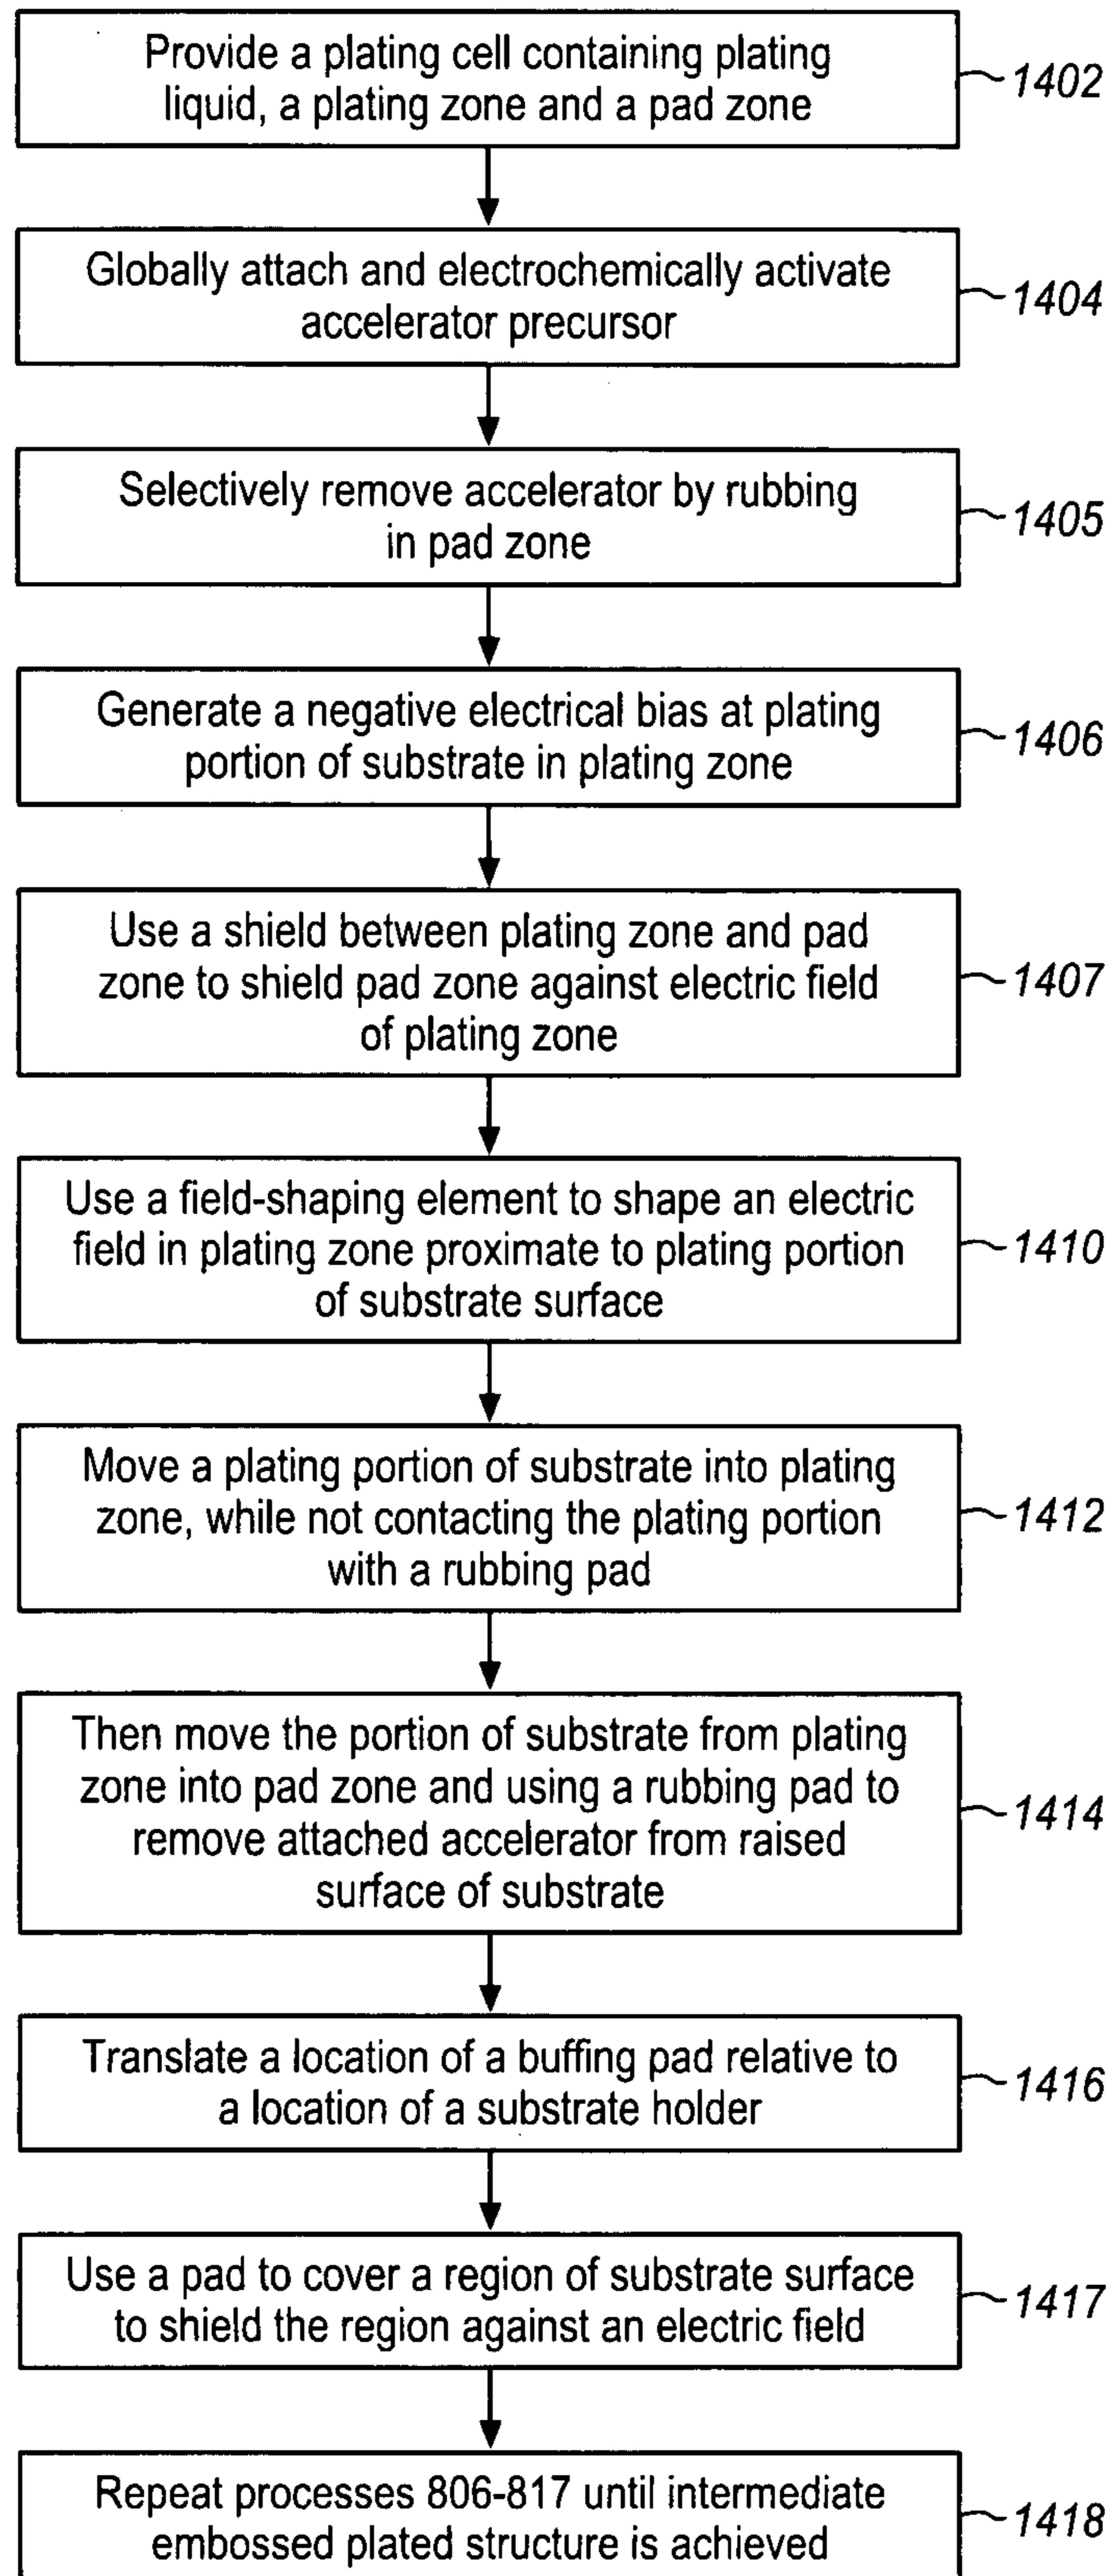 Provide a plating cell containing plating
liquid, a plating zone and a pad zone
1402
Globally attach and electrochemically activate
accelerator precursor
1404
Selectively remove accelerator by rubbing
in pad zone
1405
Generate a negative electrical bias at plating
portion of substrate in plating zone
1406
Use a shield between plating zone and pad
zone to shield pad zone against electric field
of plating zone
1407
Use a field-shaping element to shape an electric
field in plating zone proximate to plating portion
of substrate surface
1410
Move a plating portion of substrate into plating
zone, while not contacting the plating portion
with a rubbing pad
1412
Then move the portion of substrate from plating
zone into pad zone and using a rubbing pad to
remove attached accelerator from raised
surface of substrate
1414
Translate a location of a buffing pad relative to
a location of a substrate holder
1416
Use a pad to cover a region of substrate surface
to shield the region against an electric field
1417
Repeat processes 806-817 until intermediate
embossed plated structure is achieved
1418